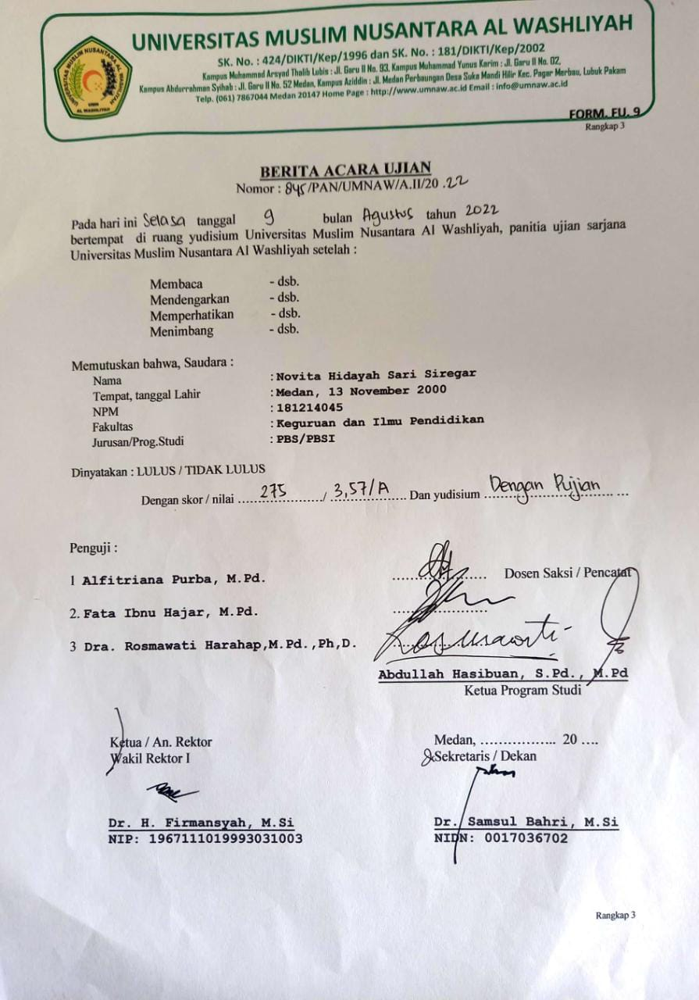 UNIVERSITAS MUSLIM NUSANTARA AL WASHLIYAH
SK. No. : 424/DIKTI/Kep/1996 dan SK. No. : 181/DIKTI/Kep/2002
Kampus Muhammad Arsyad Thalib Lubis : Jl. Garu II No. 93, Kampus Muhammad Yunus Karim : Jl. Garu II No. 02,
Kampus Abdurrahman Syihab : Jl. Garu II No. 52 Medan, Kampus Aziddin : Jl. Medan Perbaungan Desa Suka Mandi Hilir Kec. Pagar Merbau, Lubuk Pakam
Telp. (061) 7867044 Medan 20147 Home Page : http://www.umnaw.ac.id Email : info@umnaw.ac.id
UNIVERSITAS MUSLIM NUSANTARA AL WASHLIYAH
UMN
AL WASHLIYAH
FORM. FU. 9
Rangkap 3
BERITA ACARA UJIAN
Nomor : 845/PAN/UMNAW/A.II/20.22
Pada hari ini Selasa tanggal 9 bulan Agustus tahun 2022
bertempat di ruang yudisium Universitas Muslim Nusantara Al Washliyah, panitia ujian sarjana
Universitas Muslim Nusantara Al Washliyah setelah :
Membaca - dsb.
Mendengarkan - dsb.
Memperhatikan - dsb.
Menimbang - dsb.
Memutuskan bahwa, Saudara :
Nama : Novita Hidayah Sari Siregar
Tempat, tanggal Lahir : Medan, 13 November 2000
NPM : 181214045
Fakultas : Keguruan dan Ilmu Pendidikan
Jurusan/Prog.Studi : PBS/PBSI
Dinyatakan : LULUS / TIDAK LULUS
Dengan skor / nilai 275 / 3,57/A Dan yudisium Dengan Pujian
Penguji :
1 Alfitriana Purba, M.Pd. Dosen Saksi / Pencatat
2. Fata Ibnu Hajar, M.Pd.
3 Dra. Rosmawati Harahap,M.Pd.,Ph,D.
Abdullah Hasibuan, S.Pd., M.Pd
Ketua Program Studi
Ketua / An. Rektor
Wakil Rektor I
Medan, ................ 20 ....
Sekretaris / Dekan
Dr. H. Firmansyah, M.Si
NIP: 1967111019993031003
Dr. Samsul Bahri, M.Si
NIDN: 0017036702
Rangkap 3